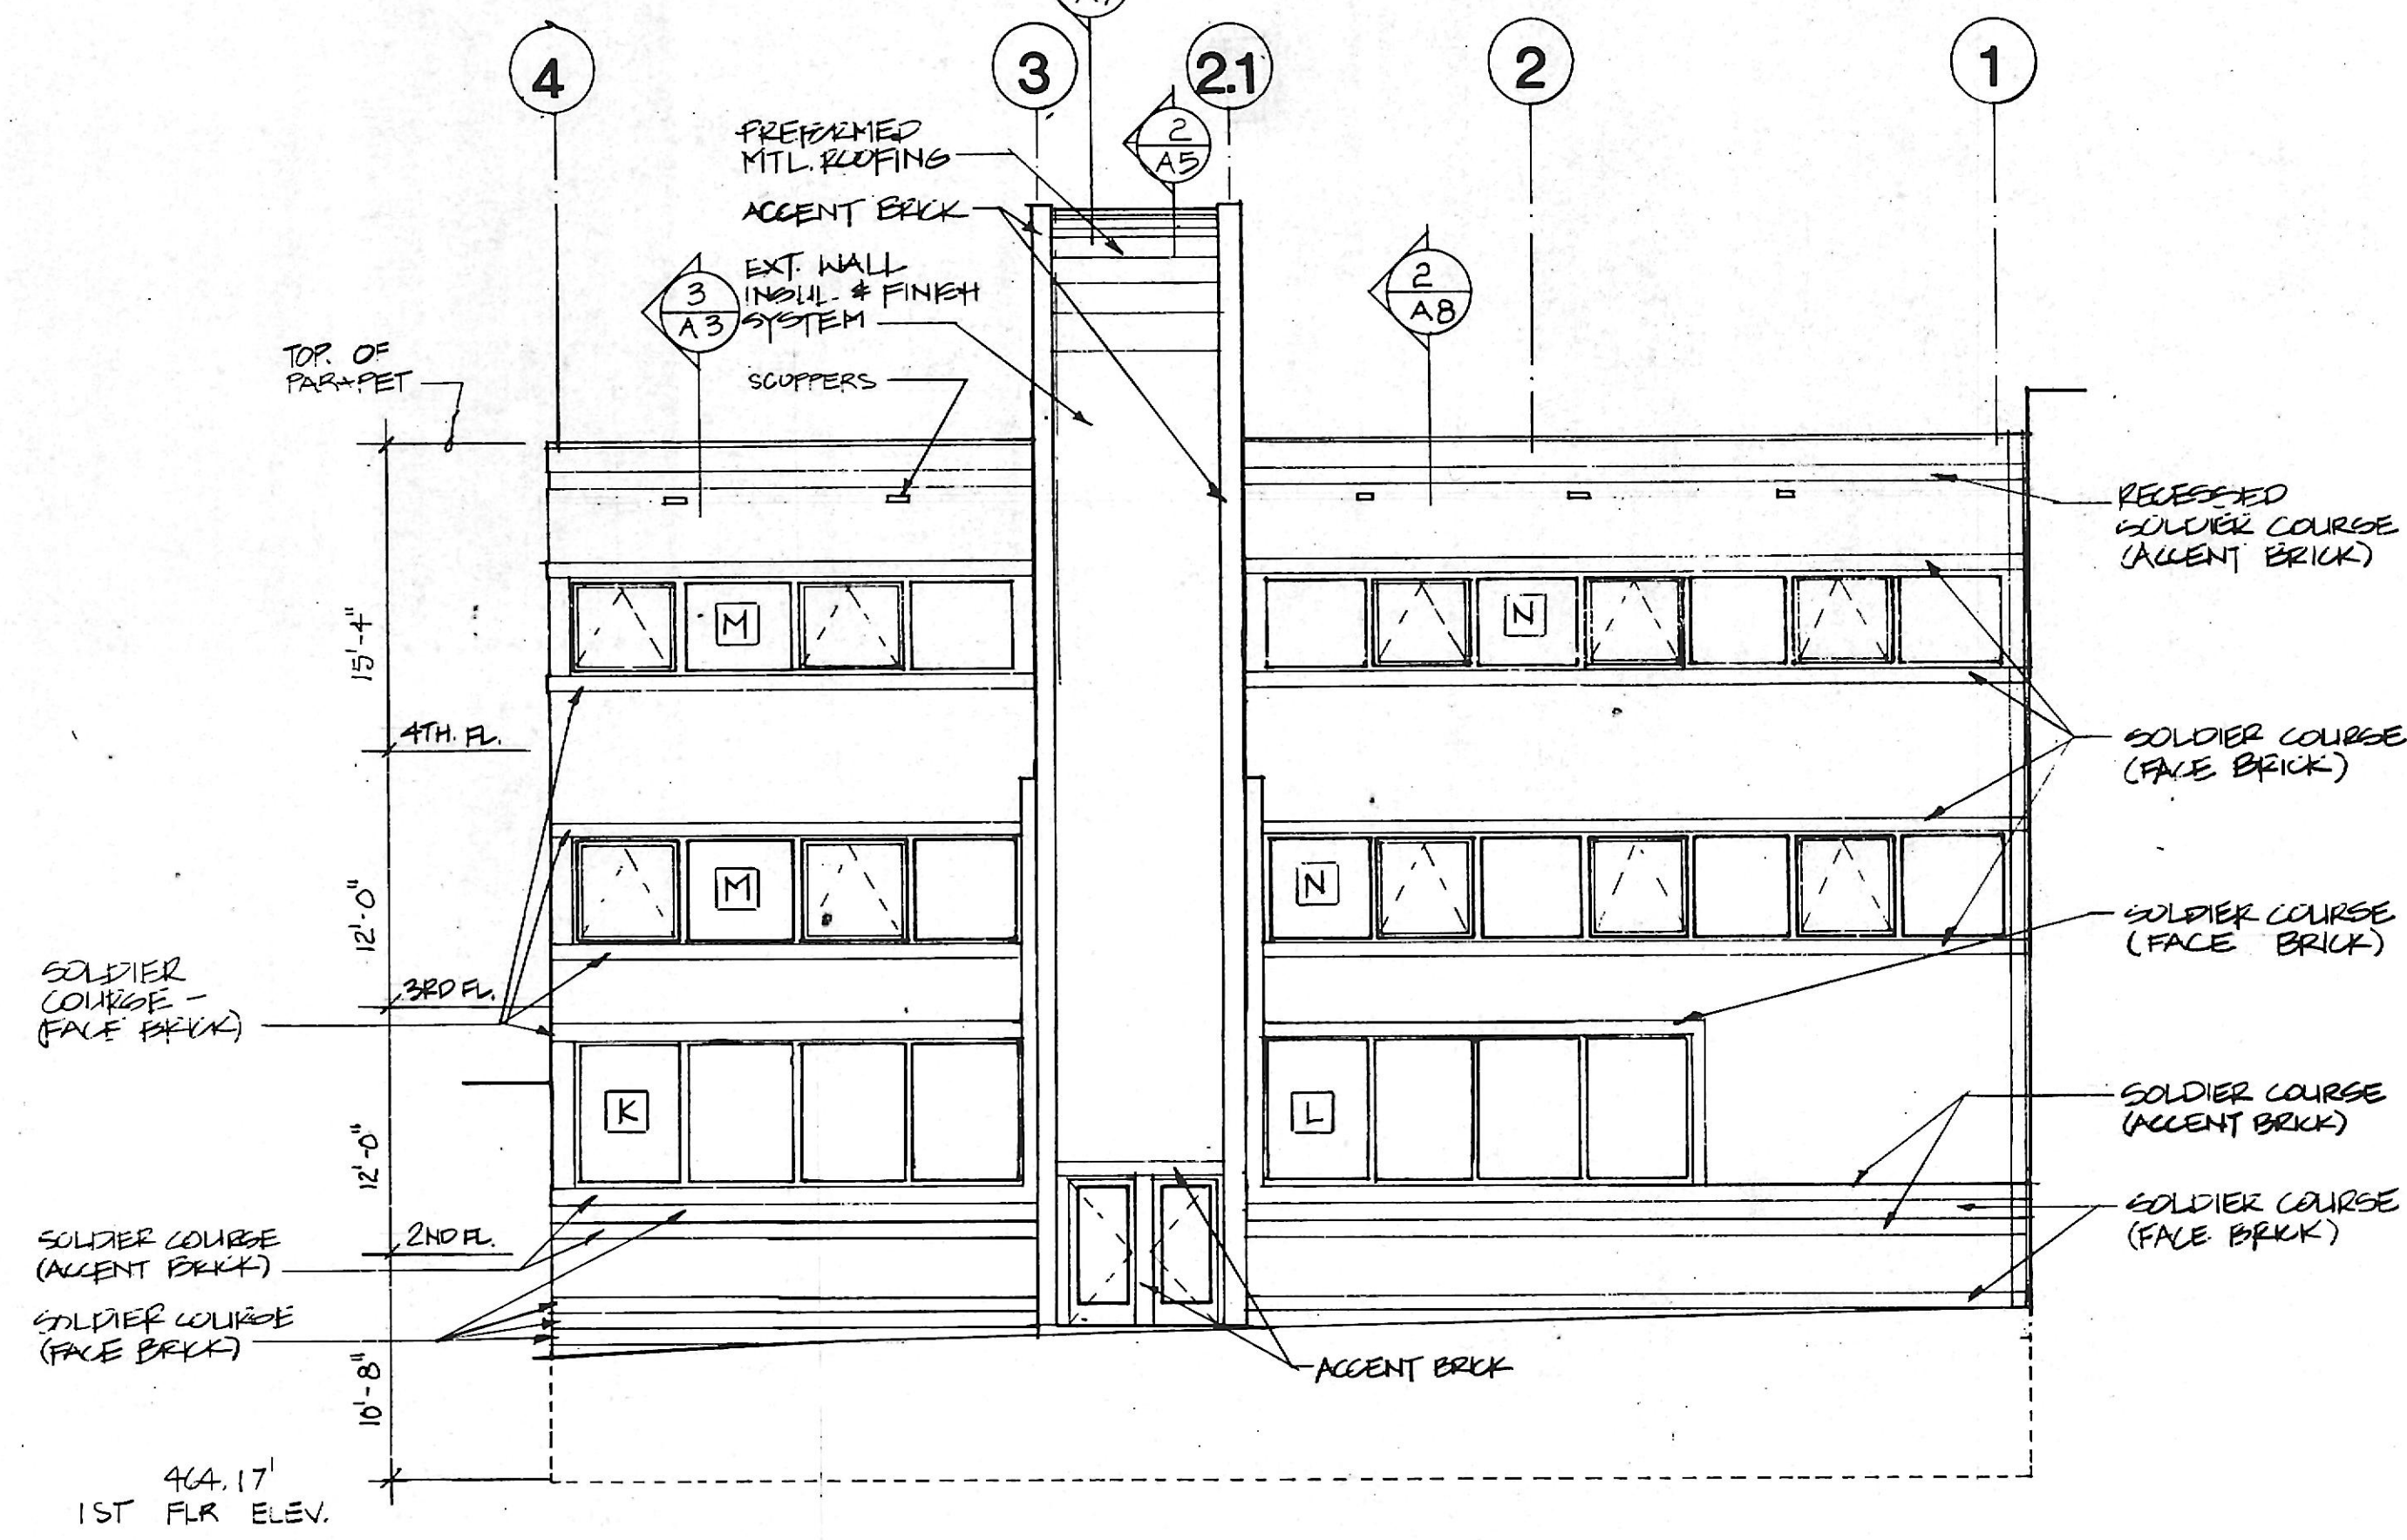 4
3
2.1
2
1
PREFORMED
MTL. ROOFING
2
A5
ACCENT BRICK
EXT. WALL
INSUL. & FINISH
SYSTEM
3
A3
2
A8
TOP. OF
PARAPET
SCUPPERS
RECESSED
SOLDIER COURSE
(ACCENT BRICK)
M
N
15'-4"
4TH. FL.
SOLDIER COURSE
(FACE BRICK)
M
N
12'-0"
SOLDIER COURSE
(FACE BRICK)
SOLDIER
COURSE -
(FACE BRICK)
3RD FL.
K
L
12'-0"
SOLDIER COURSE
(ACCENT BRICK)
SOLDIER COURSE
(ACCENT BRICK)
2ND FL.
SOLDIER COURSE
(FACE BRICK)
SOLDIER COURSE
(FACE BRICK)
ACCENT BRICK
10'-8"
464.17'
1ST FLR ELEV.